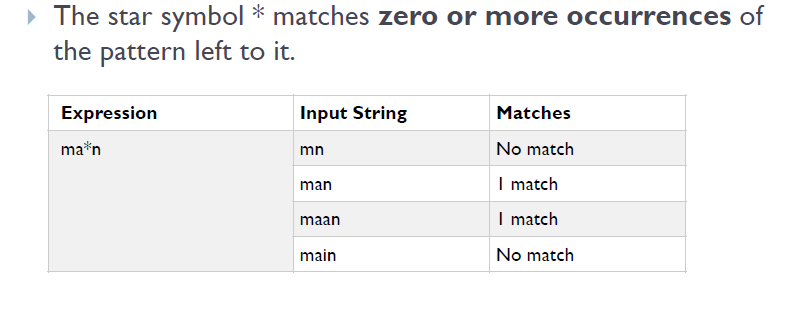 The star symbol * matches zero or more occurrences of
the pattern left to it.
Expression Input String Matches
ma*n mn No match
man 1 match
maan 1 match
main No match